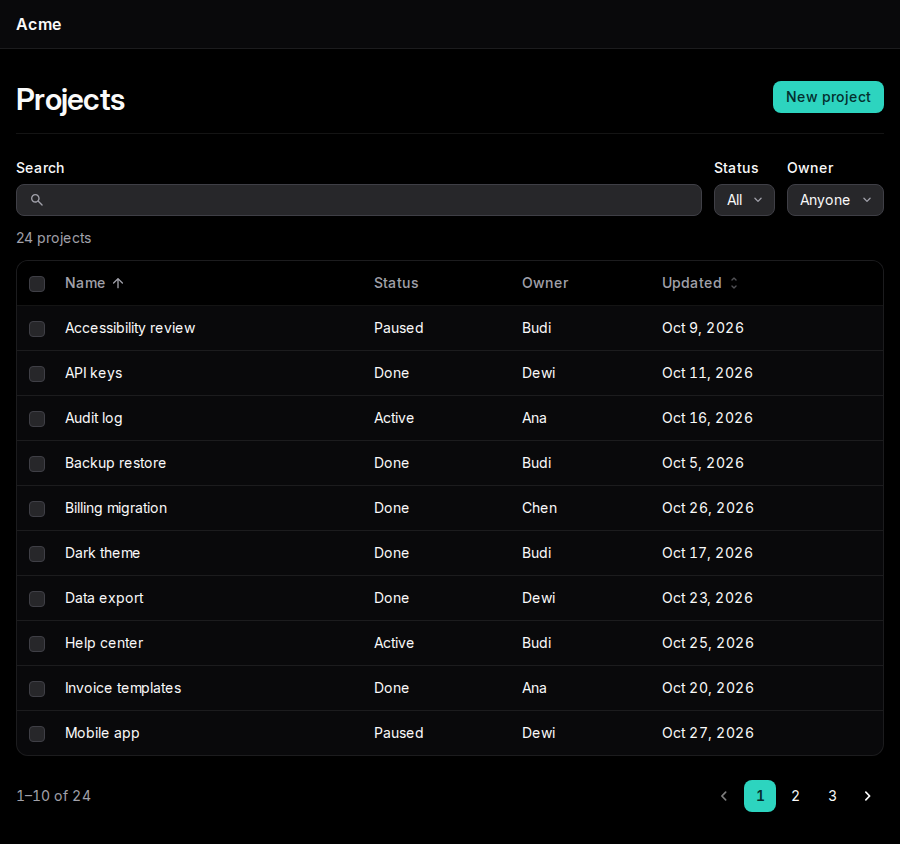 Acme
Projects
New project
Search Status Owner
All Anyone
24 projects
Name Status Owner Updated
Accessibility review Paused Budi Oct 9, 2026
API keys Done Dewi Oct 11, 2026
Audit log Active Ana Oct 16, 2026
Backup restore Done Budi Oct 5, 2026
Billing migration Done Chen Oct 26, 2026
Dark theme Done Budi Oct 17, 2026
Data export Done Dewi Oct 23, 2026
Help center Active Budi Oct 25, 2026
Invoice templates Done Ana Oct 20, 2026
Mobile app Paused Dewi Oct 27, 2026
1–10 of 24 1 2 3